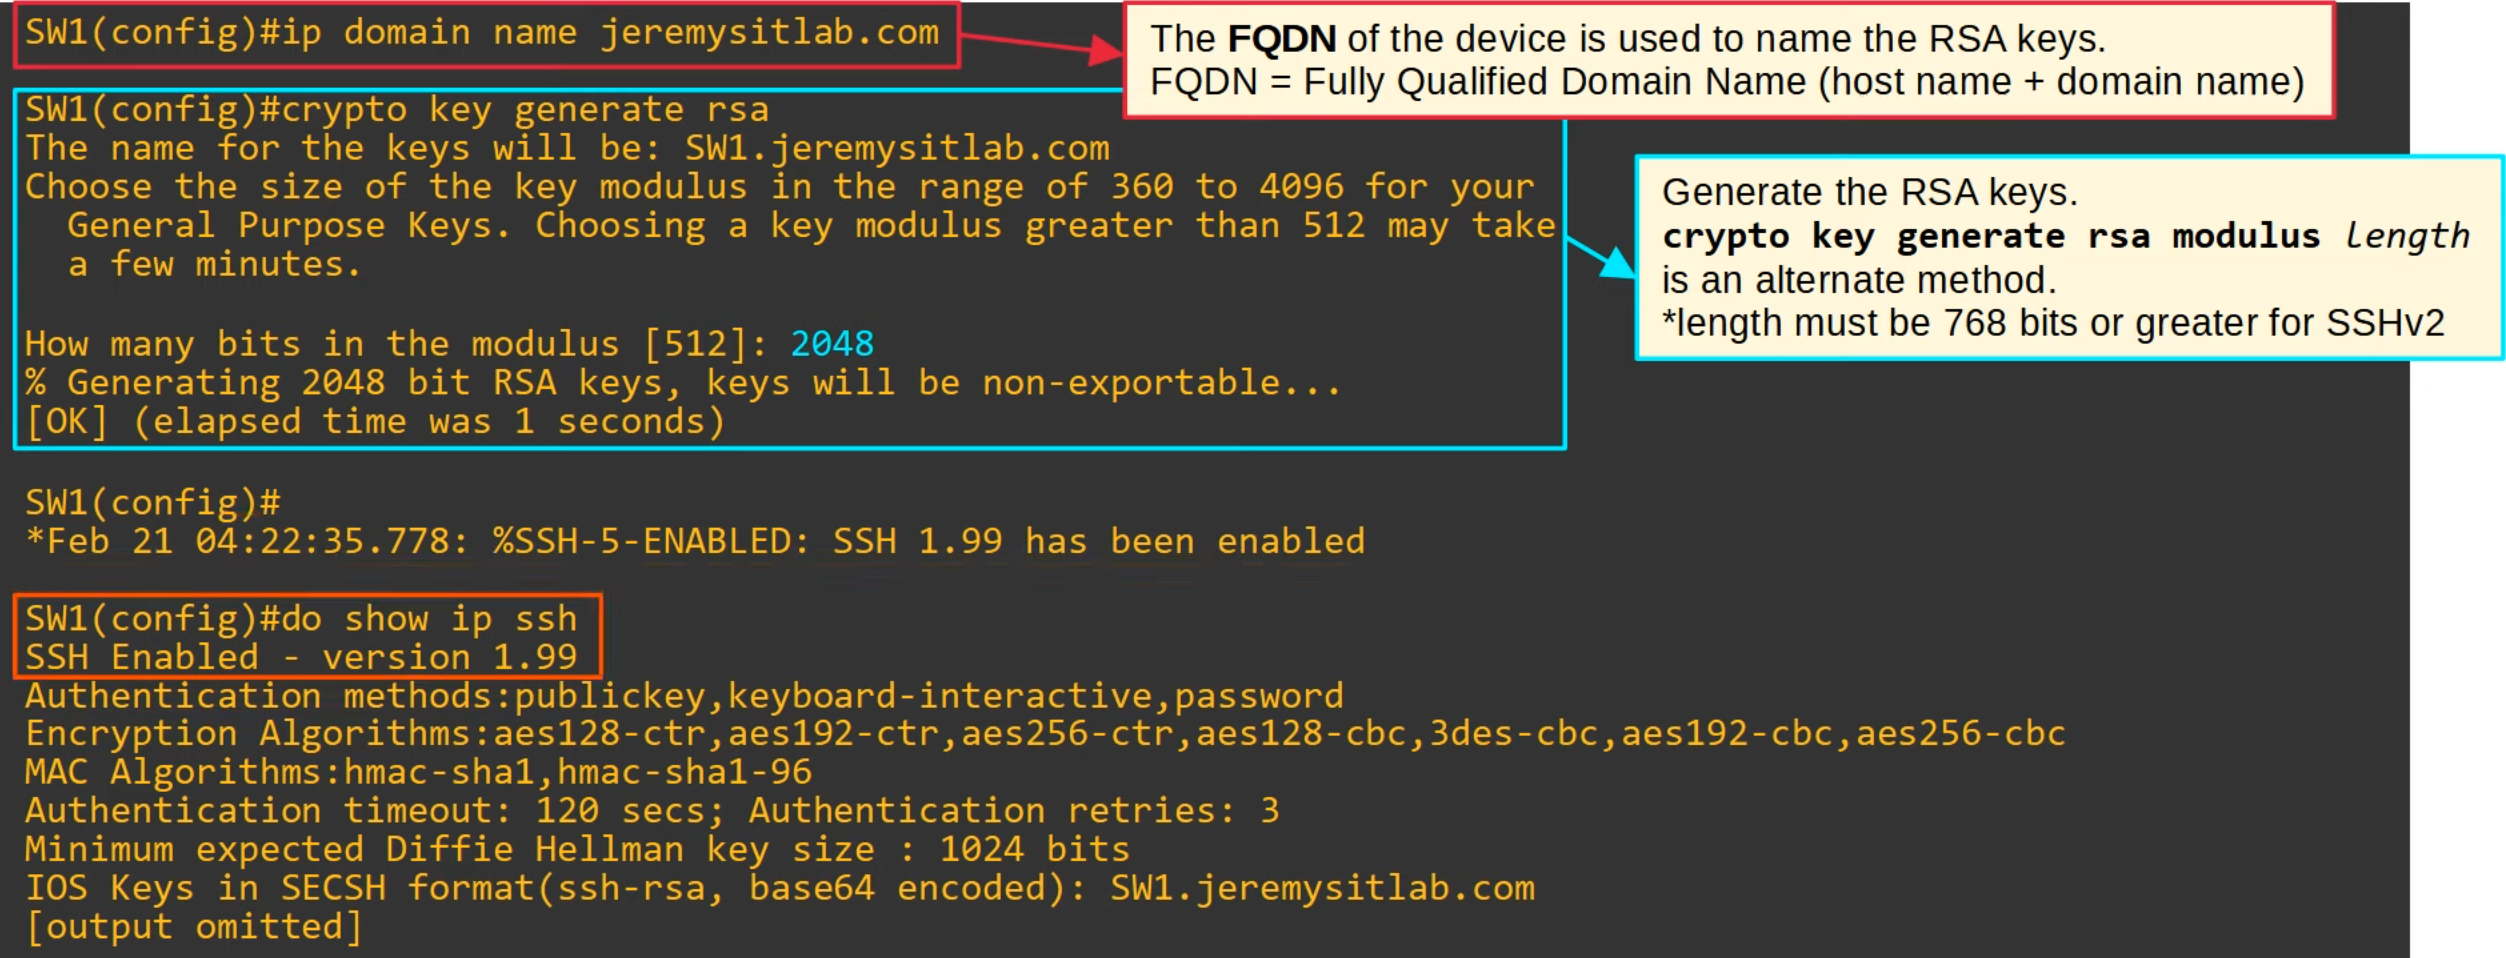 SW1(config)#ip domain name jeremysitlab.com
The FQDN of the device is used to name the RSA keys.
FQDN = Fully Qualified Domain Name (host name + domain name)
SW1(config)#crypto key generate rsa
The name for the keys will be: SW1.jeremysitlab.com
Choose the size of the key modulus in the range of 360 to 4096 for your
General Purpose Keys. Choosing a key modulus greater than 512 may take
a few minutes.
How many bits in the modulus [512]: 2048
% Generating 2048 bit RSA keys, keys will be non-exportable...
[OK] (elapsed time was 1 seconds)
Generate the RSA keys.
crypto key generate rsa modulus length
is an alternate method.
*length must be 768 bits or greater for SSHv2
SW1(config)#
*Feb 21 04:22:35.778: %SSH-5-ENABLED: SSH 1.99 has been enabled
SW1(config)#do show ip ssh
SSH Enabled - version 1.99
Authentication methods:publickey,keyboard-interactive,password
Encryption Algorithms:aes128-ctr,aes192-ctr,aes256-ctr,aes128-cbc,3des-cbc,aes192-cbc,aes256-cbc
MAC Algorithms:hmac-sha1,hmac-sha1-96
Authentication timeout: 120 secs; Authentication retries: 3
Minimum expected Diffie Hellman key size : 1024 bits
IOS Keys in SECSH format(ssh-rsa, base64 encoded): SW1.jeremysitlab.com
[output omitted]